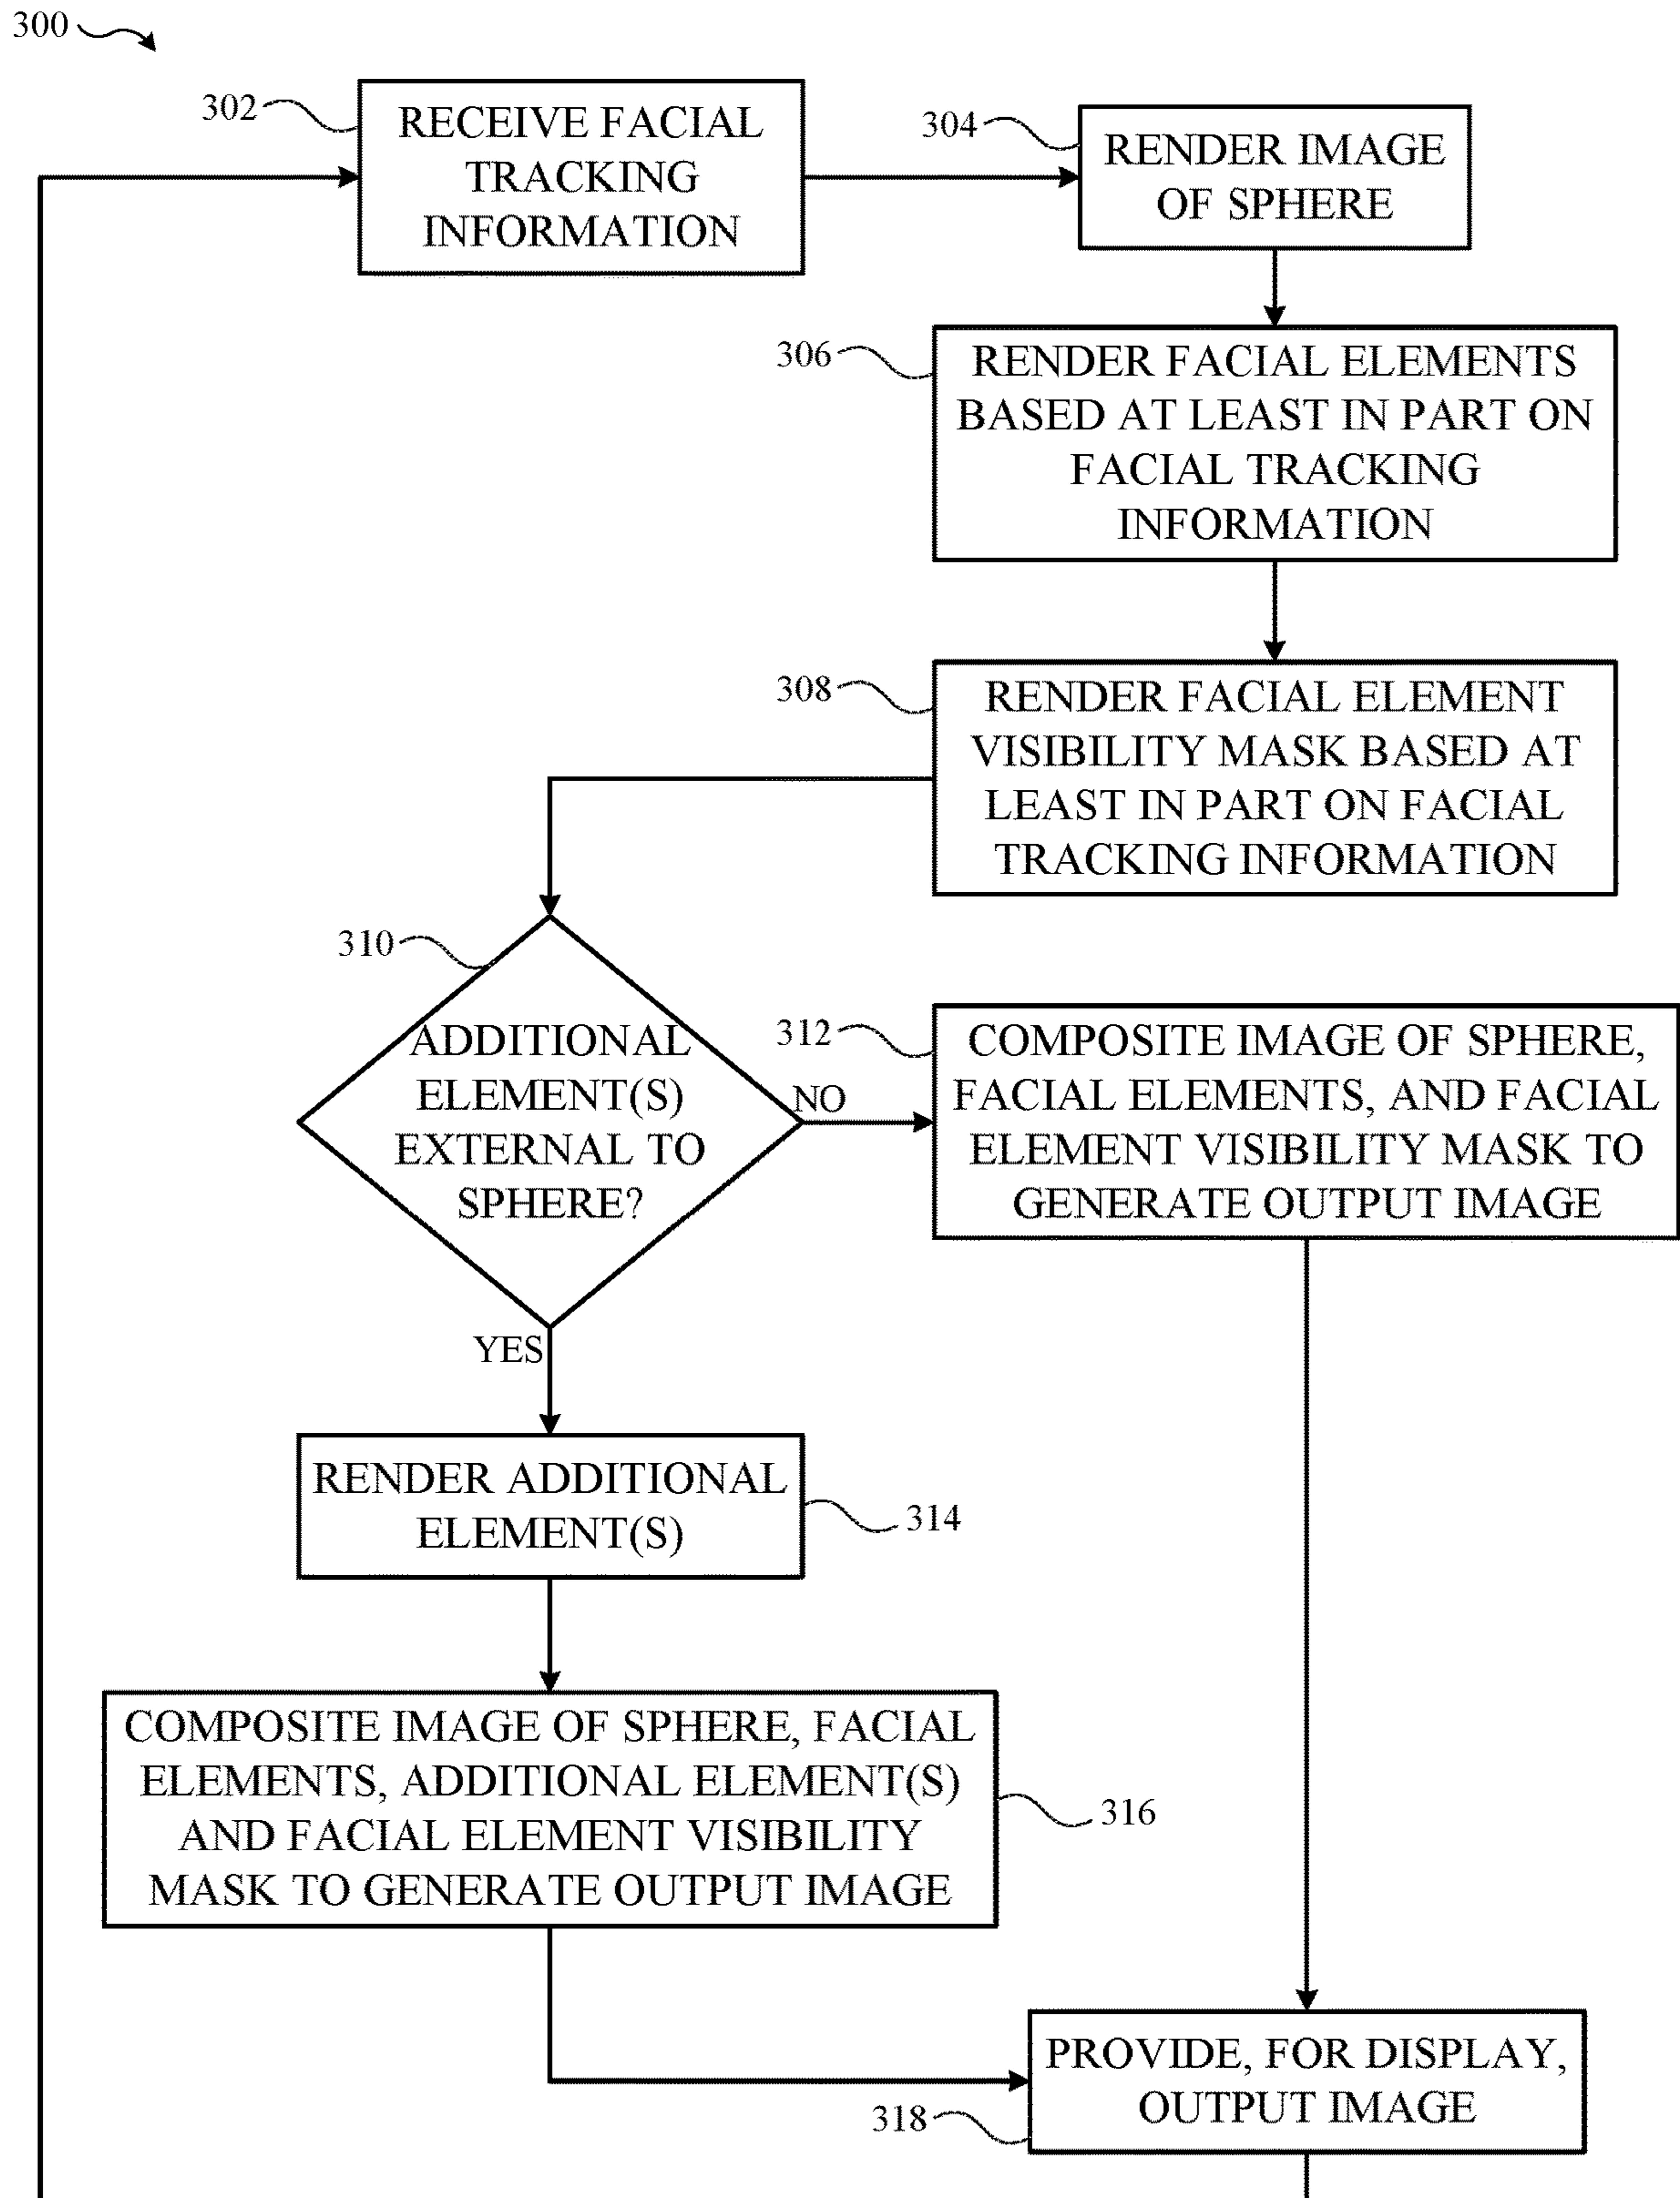 300
302
RECEIVE FACIAL
TRACKING
INFORMATION
304
RENDER IMAGE
OF SPHERE
306
RENDER FACIAL ELEMENTS
BASED AT LEAST IN PART ON
FACIAL TRACKING
INFORMATION
308
RENDER FACIAL ELEMENT
VISIBILITY MASK BASED AT
LEAST IN PART ON FACIAL
TRACKING INFORMATION
310
ADDITIONAL
ELEMENT(S)
EXTERNAL TO
SPHERE?
NO
312
COMPOSITE IMAGE OF SPHERE,
FACIAL ELEMENTS, AND FACIAL
ELEMENT VISIBILITY MASK TO
GENERATE OUTPUT IMAGE
YES
RENDER ADDITIONAL
ELEMENT(S)
314
COMPOSITE IMAGE OF SPHERE, FACIAL
ELEMENTS, ADDITIONAL ELEMENT(S)
AND FACIAL ELEMENT VISIBILITY
MASK TO GENERATE OUTPUT IMAGE
316
PROVIDE, FOR DISPLAY,
OUTPUT IMAGE
318